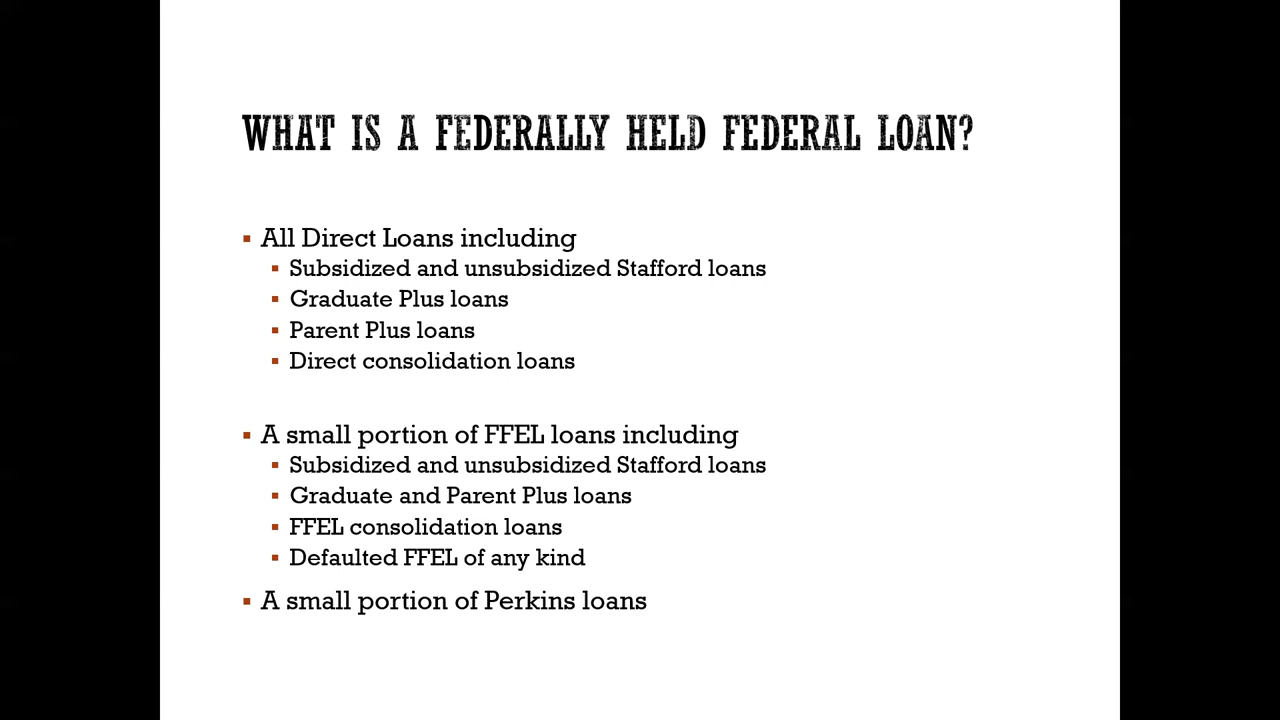 WHAT IS A FEDERALLY HELD FEDERAL LOAN?
▪ All Direct Loans including
▪ Subsidized and unsubsidized Stafford loans
▪ Graduate Plus loans
▪ Parent Plus loans
▪ Direct consolidation loans
▪ A small portion of FFEL loans including
▪ Subsidized and unsubsidized Stafford loans
▪ Graduate and Parent Plus loans
▪ FFEL consolidation loans
▪ Defaulted FFEL of any kind
▪ A small portion of Perkins loans